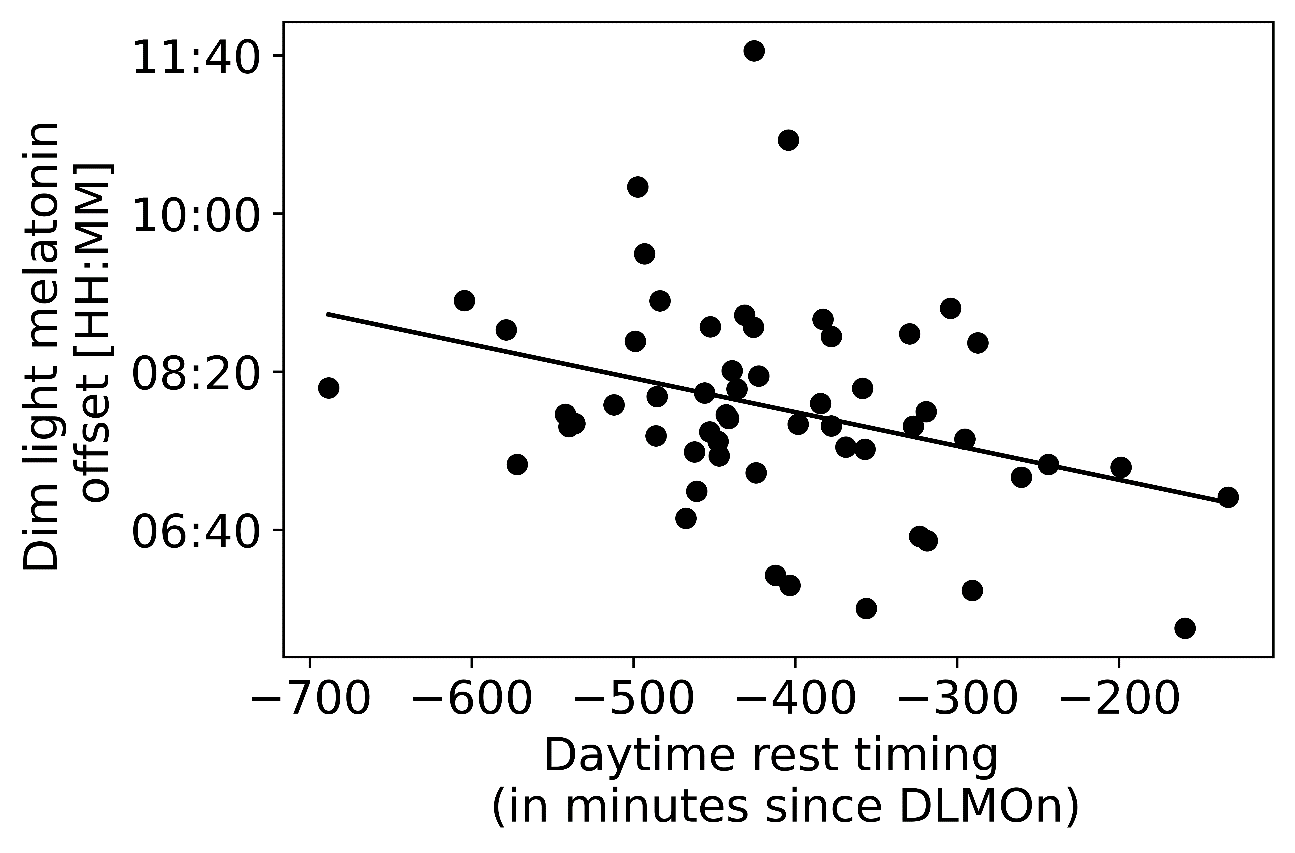 Dim light melatonin
offset [HH:MM]
11:40
10:00
08:20
06:40
−700 −600 −500 −400 −300 −200
Daytime rest timing
(in minutes since DLMOn)